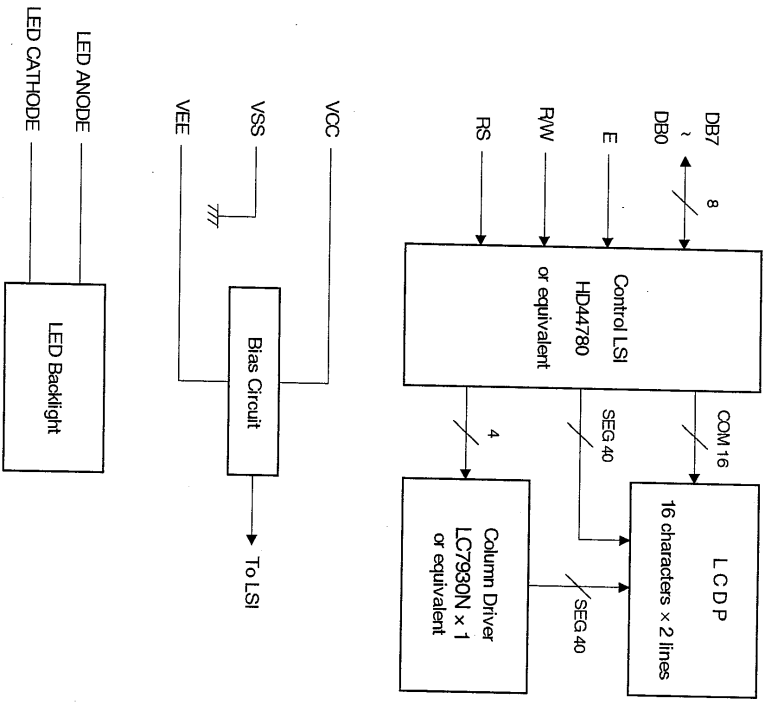 DB7
~
DB0
8
E
R/W
RS
Control LSI
HD44780
or equivalent
COM 16
SEG 40
4
L C D P
16 characters × 2 lines
Column Driver
LC7930N × 1
or equivalent
SEG 40
VCC
VSS
VEE
Bias Circuit
To LSI
LED ANODE
LED CATHODE
LED Backlight